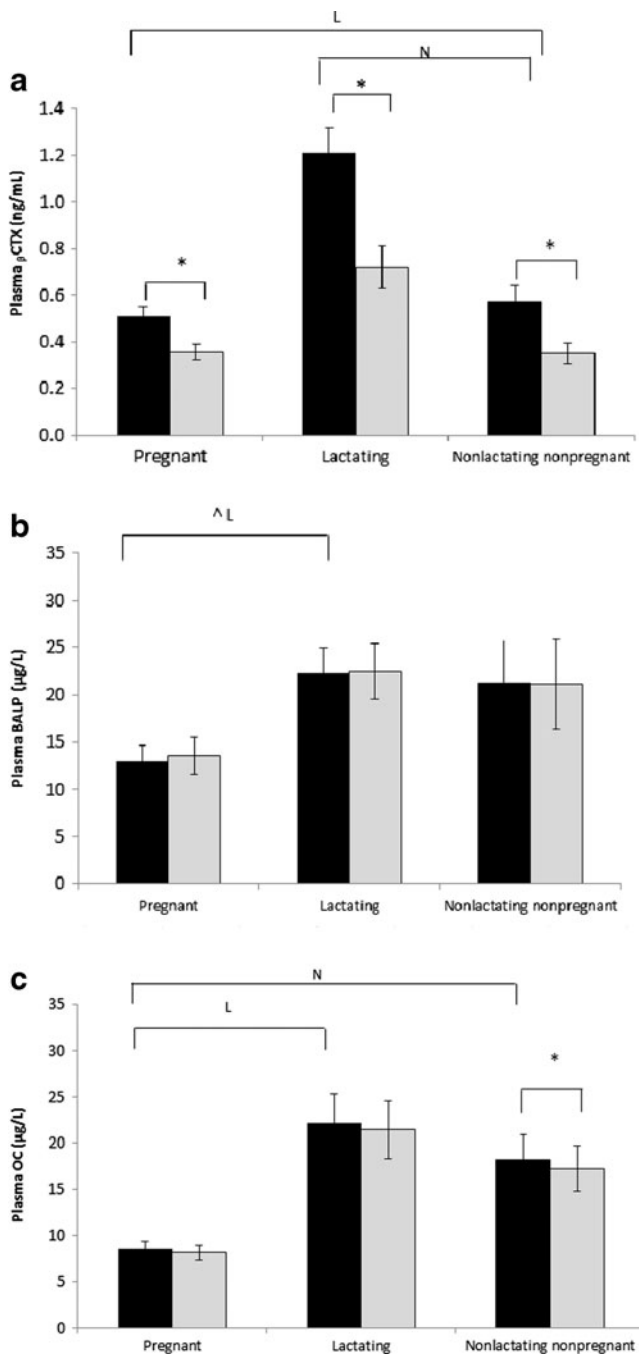 L
N
a
*
*
*
Plasma βCTX (ng/mL)
1.4
1.2
1.0
0.8
0.6
0.4
0.2
0.0
Pregnant
Lactating
Nonlactating nonpregnant
b
^ L
Plasma BALP (µg/L)
35
30
25
20
15
10
5
0
Pregnant
Lactating
Nonlactating nonpregnant
c
N
L
*
Plasma OC (µg/L)
35
30
25
20
15
10
5
0
Pregnant
Lactating
Nonlactating nonpregnant